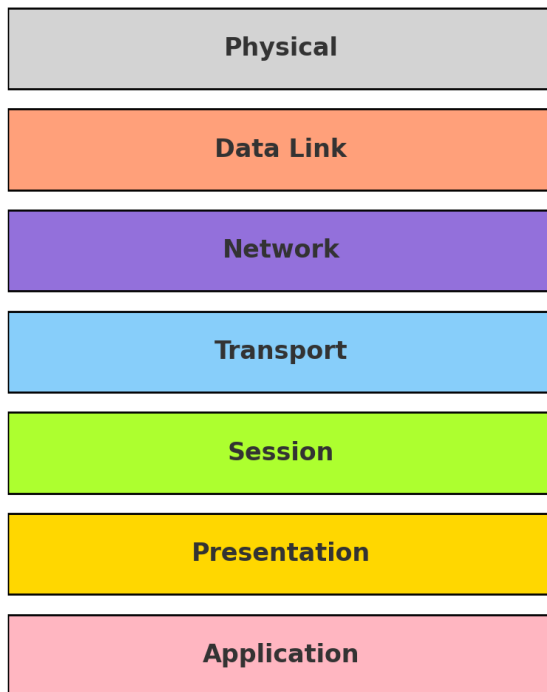 Physical
Data Link
Network
Transport
Session
Presentation
Application